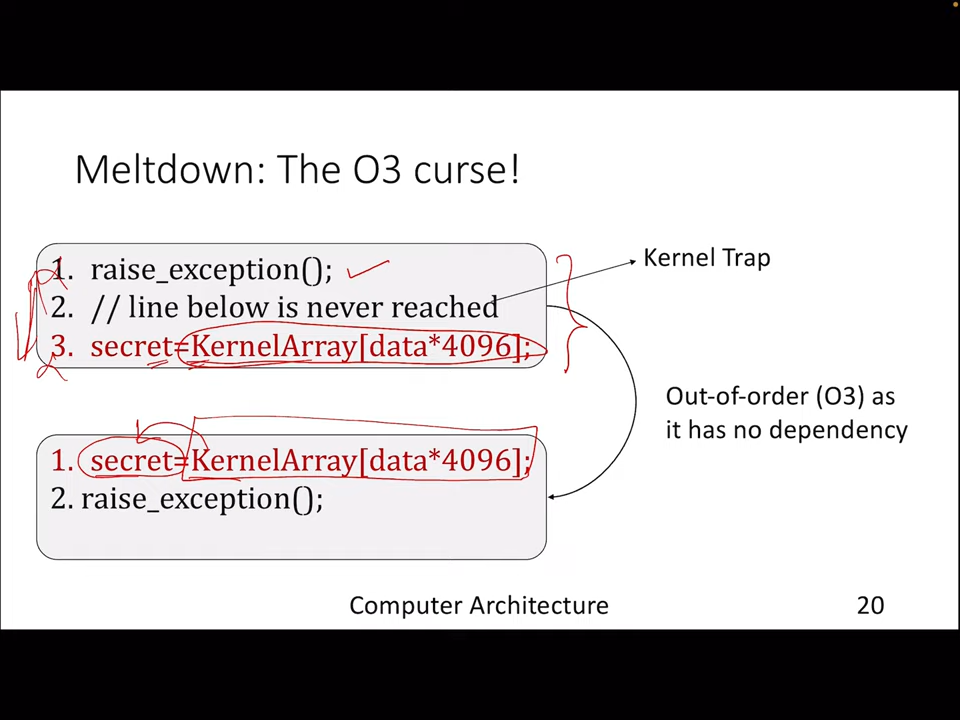 Meltdown: The O3 curse!
1. raise_exception();
2. // line below is never reached
3. secret=KernelArray[data*4096];
Kernel Trap
Out-of-order (O3) as
it has no dependency
1. secret=KernelArray[data*4096];
2. raise_exception();
Computer Architecture
20